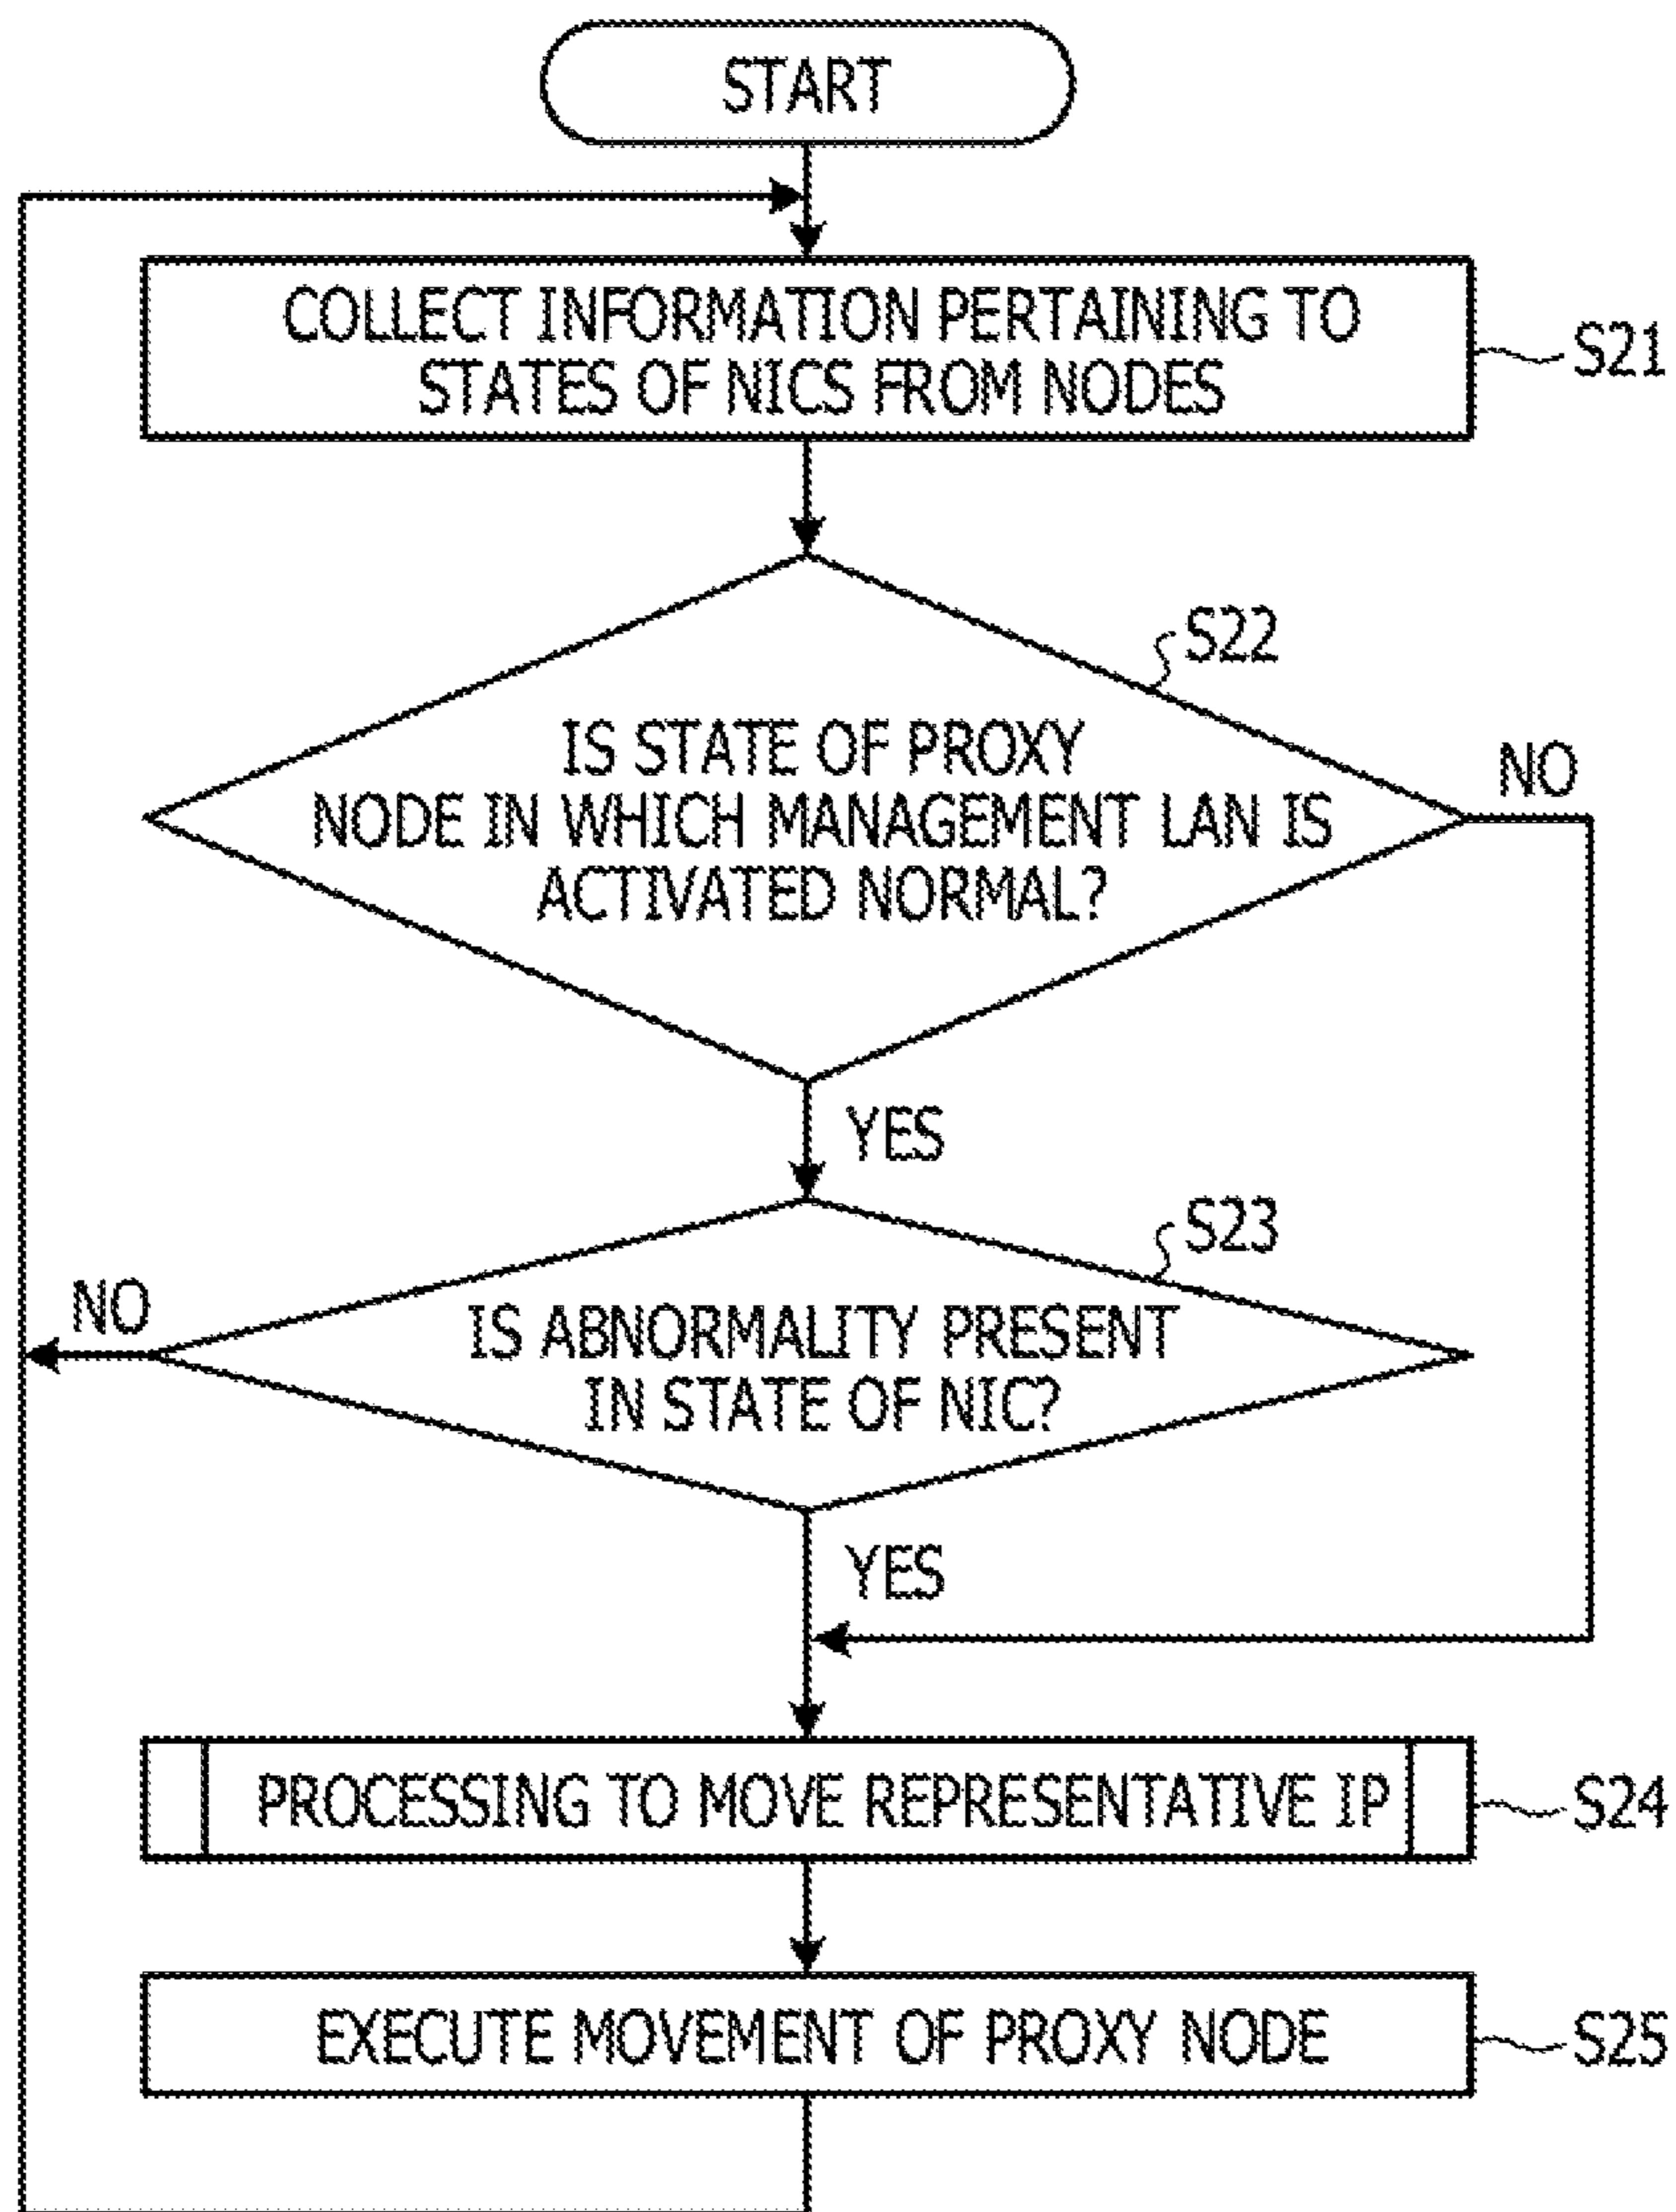 START
COLLECT INFORMATION PERTAINING TO
STATES OF NICS FROM NODES
S21
S22
IS STATE OF PROXY
NODE IN WHICH MANAGEMENT LAN IS
ACTIVATED NORMAL?
NO
YES
S23
NO
IS ABNORMALITY PRESENT
IN STATE OF NIC?
YES
PROCESSING TO MOVE REPRESENTATIVE IP
S24
EXECUTE MOVEMENT OF PROXY NODE
S25